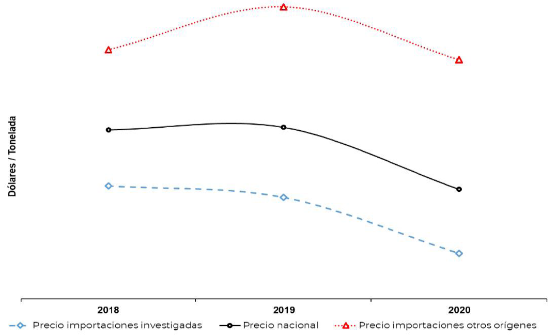 Dólares / Tonelada
2018 2019 2020
Precio importaciones investigadas Precio nacional Precio importaciones otros orígenes